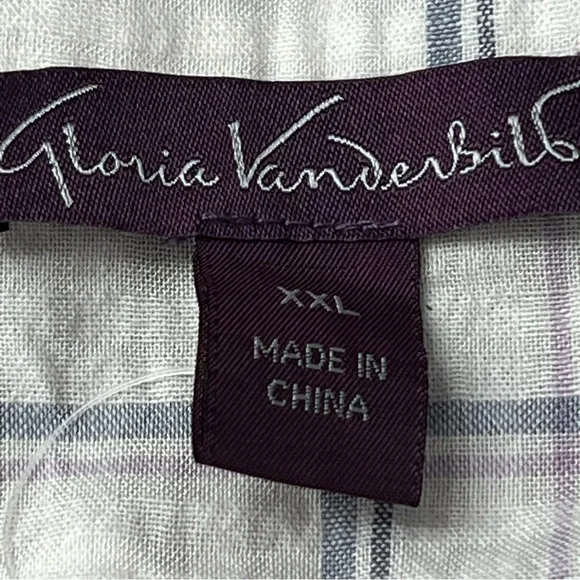 Gloria Vanderbilt
XXL
MADE IN
CHINA